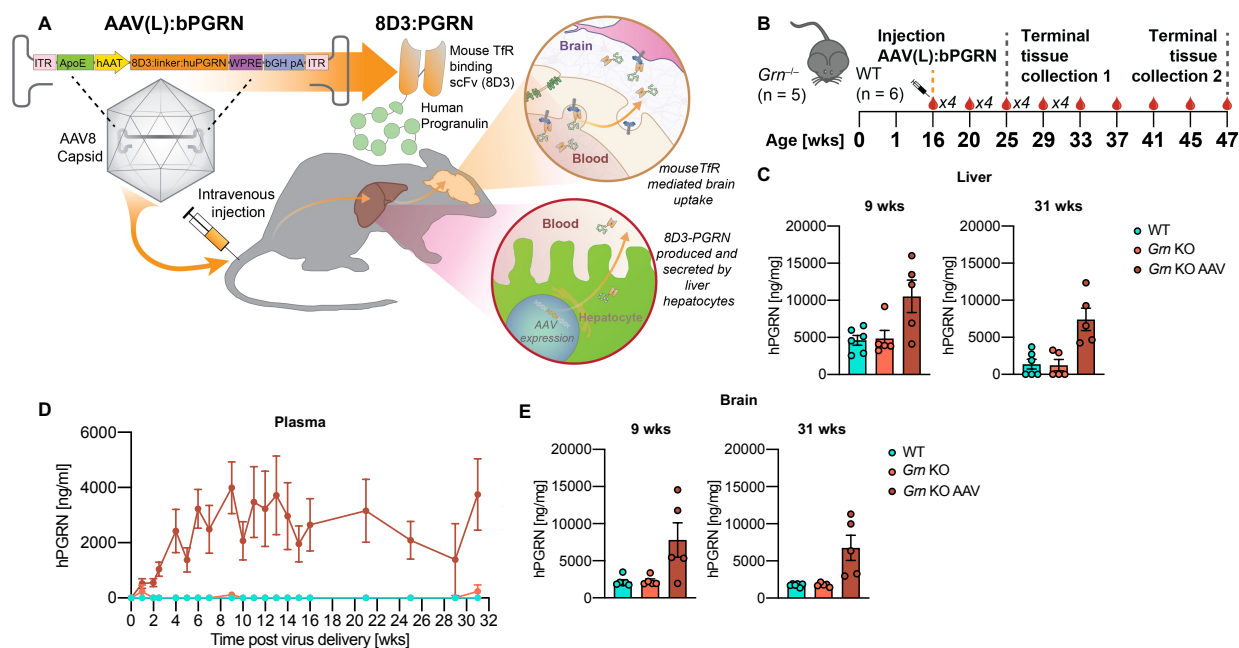 A
AAV(L):bPGRN
8D3:PGRN
ITR
ApoE
hAAT
8D3:linker:huPGRN
WPRE
bGH pA
ITR
Mouse TfR
binding
scFv (8D3)
Human
Progranulin
AAV8
Capsid
Intravenous
injection
Brain
Blood
mouseTfR
mediated brain
uptake
Blood
AAV
expression
Hepatocyte
8D3-PGRN
produced and
secreted by
liver
hepatocytes
B
Grn–/–
(n = 5)
WT
(n = 6)
Injection
AAV(L):bPGRN
Terminal
tissue
collection 1
Terminal
tissue
collection 2
x4
x4
x4
x4
Age [wks]
0
1
16
20
25
29
33
37
41
45
47
C
Liver
9 wks
31 wks
hPGRN [ng/mg]
20000
15000
10000
5000
0
hPGRN [ng/mg]
20000
15000
10000
5000
0
WT
Grn KO
Grn KO AAV
D
Plasma
hPGRN [ng/ml]
6000
4000
2000
0
0 2 4 6 8 10 12 14 16 18 20 22 24 26 28 30 32
Time post virus delivery [wks]
E
Brain
9 wks
31 wks
hPGRN [ng/mg]
20000
15000
10000
5000
0
hPGRN [ng/mg]
20000
15000
10000
5000
0
WT
Grn KO
Grn KO AAV